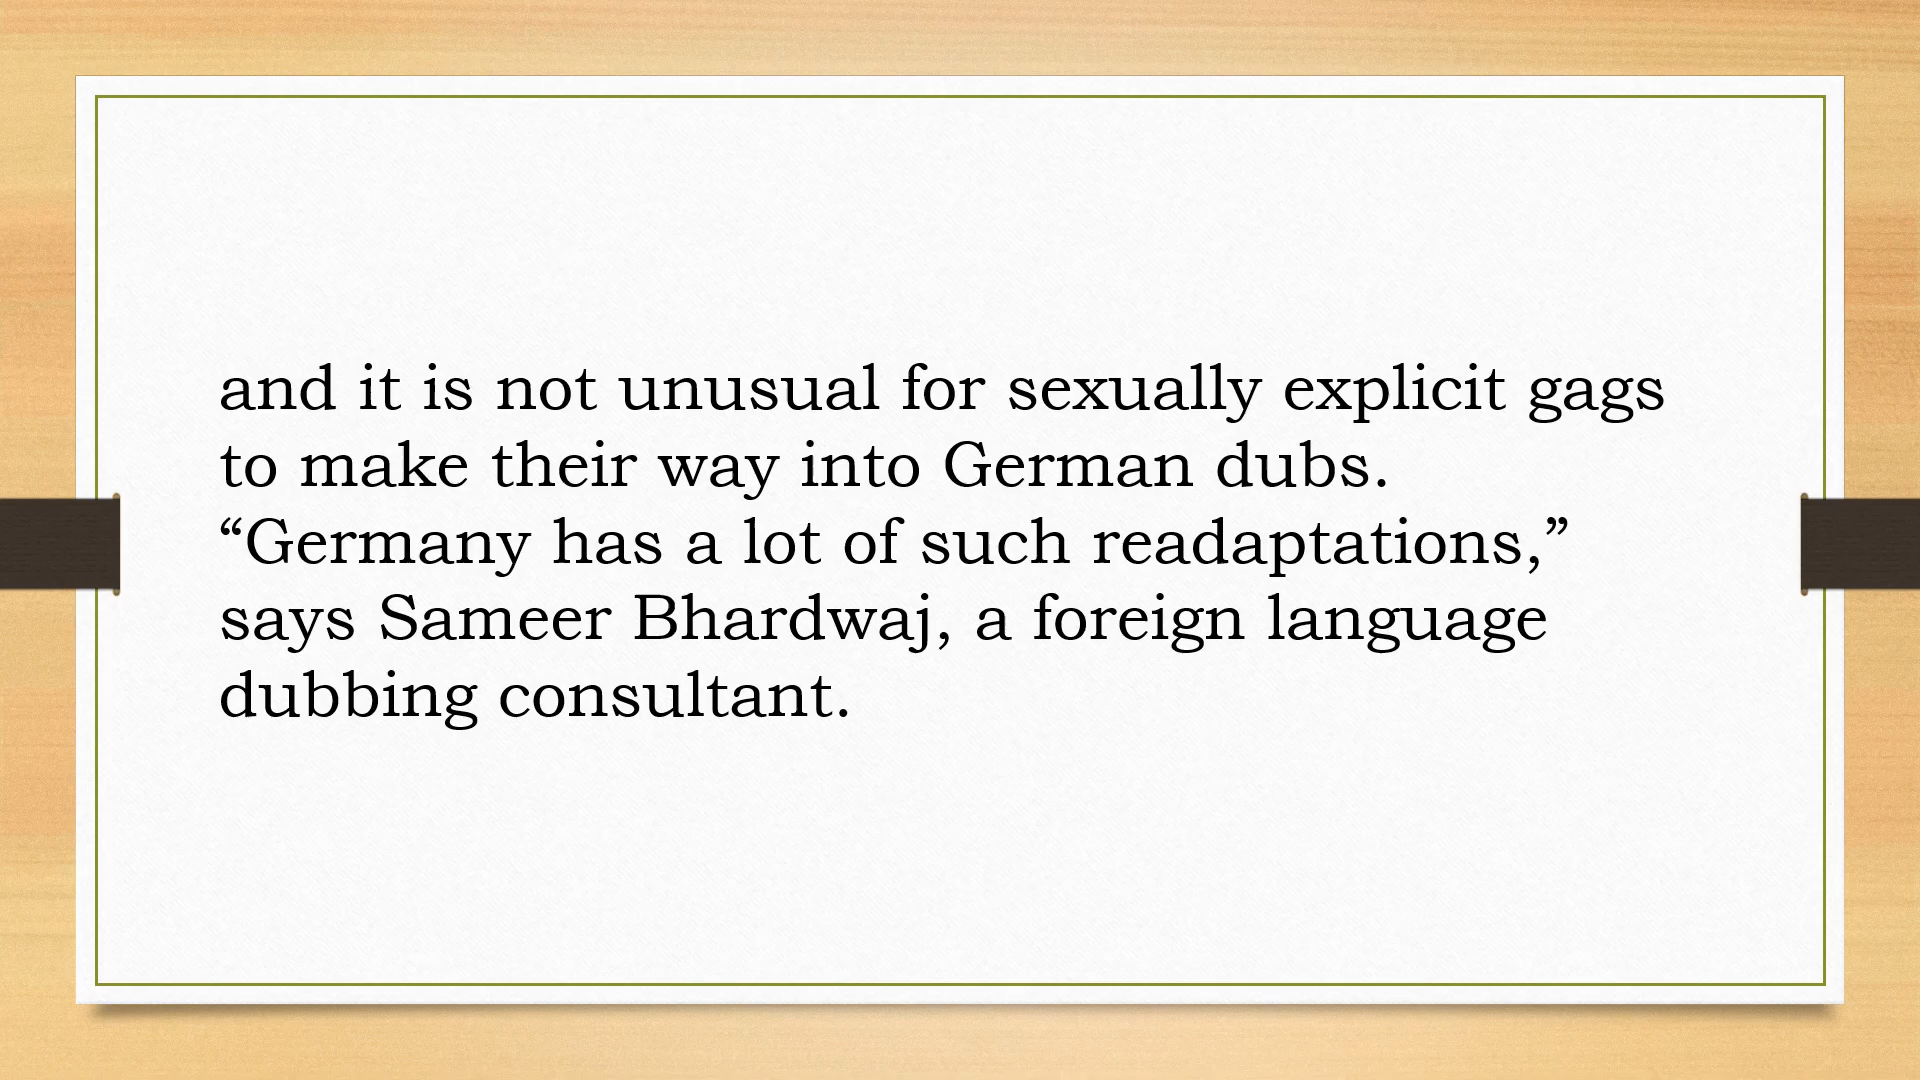 and it is not unusual for sexually explicit gags
to make their way into German dubs.
“Germany has a lot of such readaptations,”
says Sameer Bhardwaj, a foreign language
dubbing consultant.